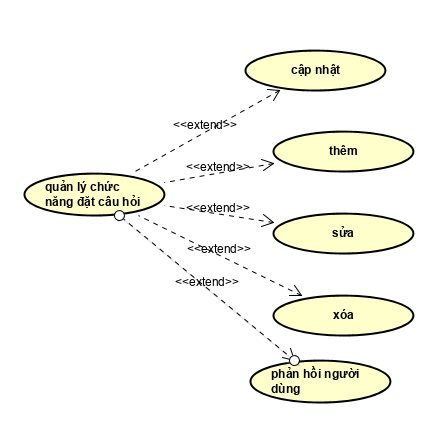 cập nhật
<<extend>>
thêm
<<extend>>
quản lý chức
năng đặt câu hỏi
<<extend>>
sửa
<<extend>>
<<extend>>
xóa
phản hồi người
dùng